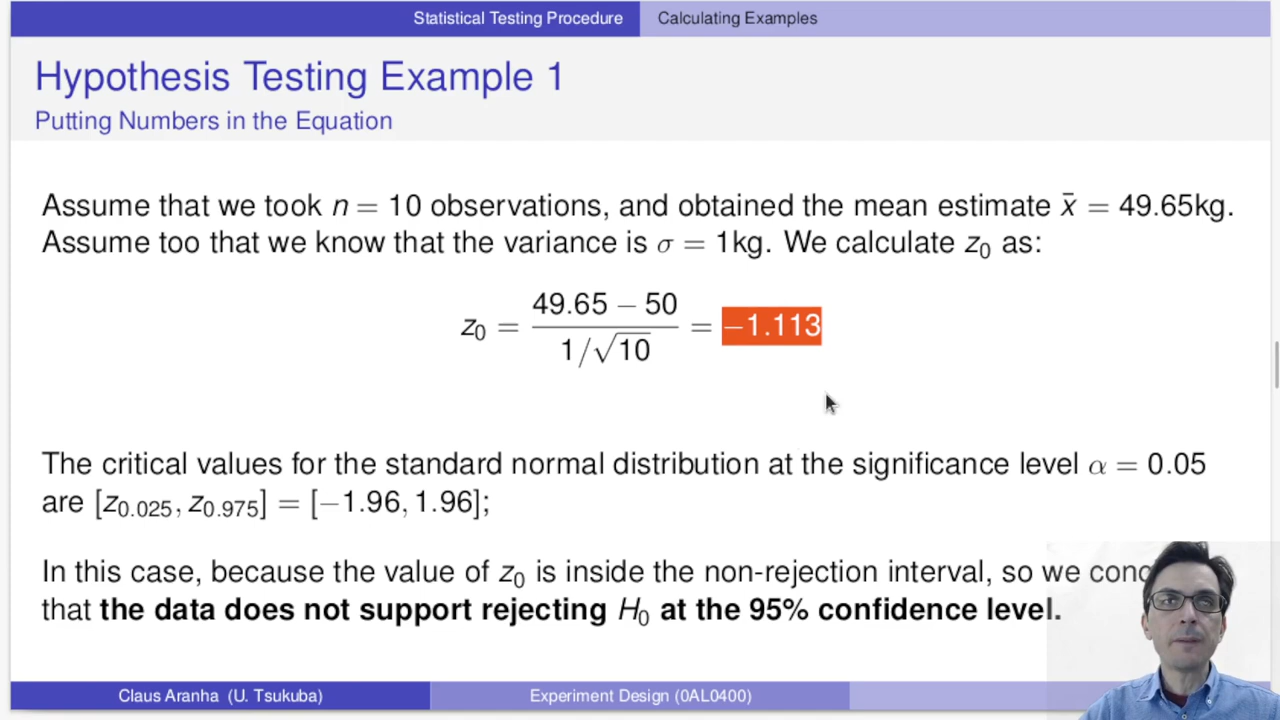 Statistical Testing Procedure Calculating Examples
Hypothesis Testing Example 1
Putting Numbers in the Equation
Assume that we took n = 10 observations, and obtained the mean estimate x̄ = 49.65kg.
Assume too that we know that the variance is σ = 1kg. We calculate z₀ as:
z₀ = (49.65 − 50) / (1/√10) = −1.113
The critical values for the standard normal distribution at the significance level α = 0.05
are [z₀.₀₂₅, z₀.₉₇₅] = [−1.96, 1.96];
In this case, because the value of z₀ is inside the non-rejection interval, so we conc
that the data does not support rejecting H₀ at the 95% confidence level.
Claus Aranha (U. Tsukuba) Experiment Design (0AL0400)